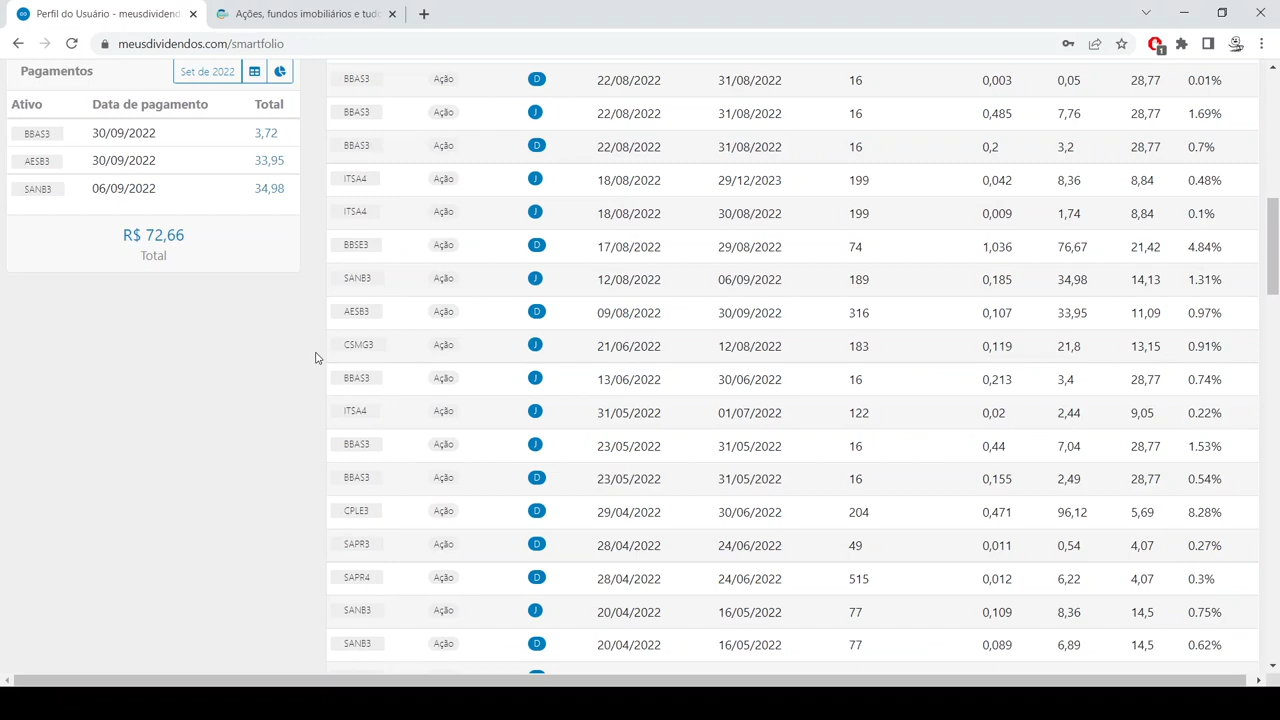 Perfil do Usuário - meusdividend
Ações, fundos imobiliários e tudo
meusdividendos.com/smartfolio
1
Pagamentos
Set de 2022
Ativo Data de pagamento Total
BBAS3 30/09/2022 3,72
AESB3 30/09/2022 33,95
SANB3 06/09/2022 34,98
R$ 72,66
Total
BBAS3 Ação D 22/08/2022 31/08/2022 16 0,003 0,05 28,77 0.01%
BBAS3 Ação J 22/08/2022 31/08/2022 16 0,485 7,76 28,77 1.69%
BBAS3 Ação D 22/08/2022 31/08/2022 16 0,2 3,2 28,77 0.7%
ITSA4 Ação J 18/08/2022 29/12/2023 199 0,042 8,36 8,84 0.48%
ITSA4 Ação J 18/08/2022 30/08/2022 199 0,009 1,74 8,84 0.1%
BBSE3 Ação D 17/08/2022 29/08/2022 74 1,036 76,67 21,42 4.84%
SANB3 Ação J 12/08/2022 06/09/2022 189 0,185 34,98 14,13 1.31%
AESB3 Ação D 09/08/2022 30/09/2022 316 0,107 33,95 11,09 0.97%
CSMG3 Ação J 21/06/2022 12/08/2022 183 0,119 21,8 13,15 0.91%
BBAS3 Ação J 13/06/2022 30/06/2022 16 0,213 3,4 28,77 0.74%
ITSA4 Ação J 31/05/2022 01/07/2022 122 0,02 2,44 9,05 0.22%
BBAS3 Ação J 23/05/2022 31/05/2022 16 0,44 7,04 28,77 1.53%
BBAS3 Ação D 23/05/2022 31/05/2022 16 0,155 2,49 28,77 0.54%
CPLE3 Ação D 29/04/2022 30/06/2022 204 0,471 96,12 5,69 8.28%
SAPR3 Ação D 28/04/2022 24/06/2022 49 0,011 0,54 4,07 0.27%
SAPR4 Ação D 28/04/2022 24/06/2022 515 0,012 6,22 4,07 0.3%
SANB3 Ação J 20/04/2022 16/05/2022 77 0,109 8,36 14,5 0.75%
SANB3 Ação D 20/04/2022 16/05/2022 77 0,089 6,89 14,5 0.62%